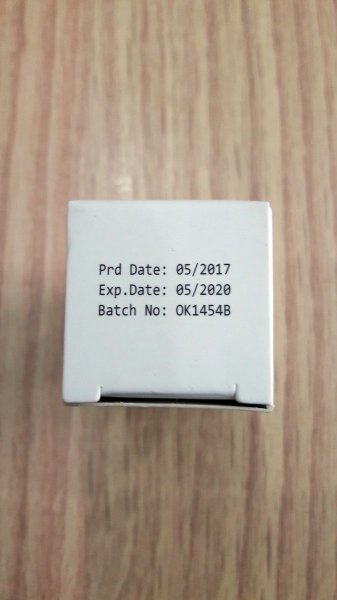 Prd Date: 05/2017
Exp.Date: 05/2020
Batch No: OK1454B